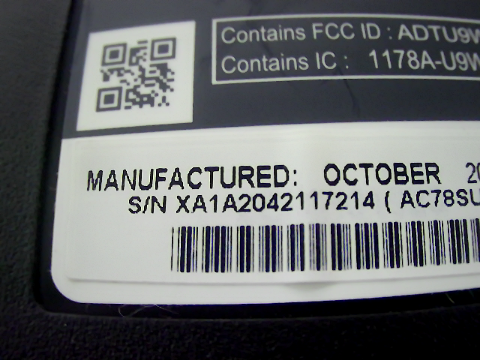 Contains FCC ID : ADTU9W
Contains IC : 1178A-U9W
MANUFACTURED: OCTOBER 20
S/N XA1A2042117214 ( AC78SU